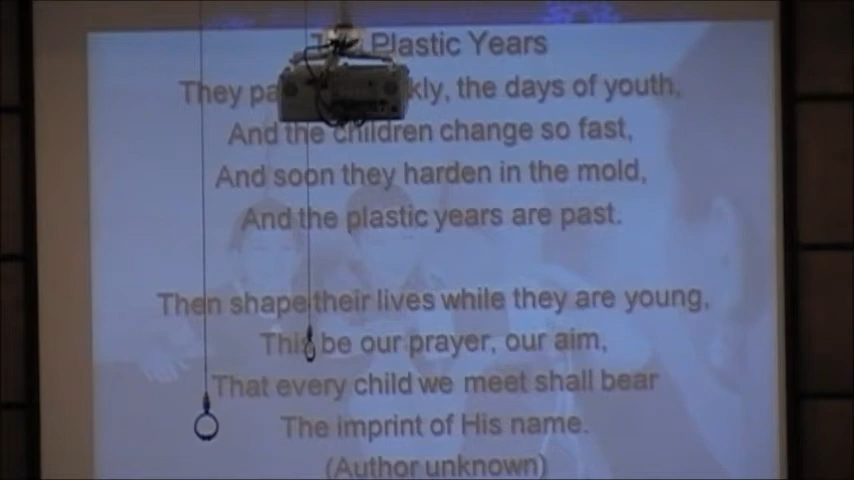 Plastic Years
They kly, the days of youth,
And the children change so fast,
And soon they harden in the mold,
And the plastic years are past.
Then shape their lives while they are young,
This be our prayer, our aim,
That every child we meet shall bear
The imprint of His name.
(Author unknown)